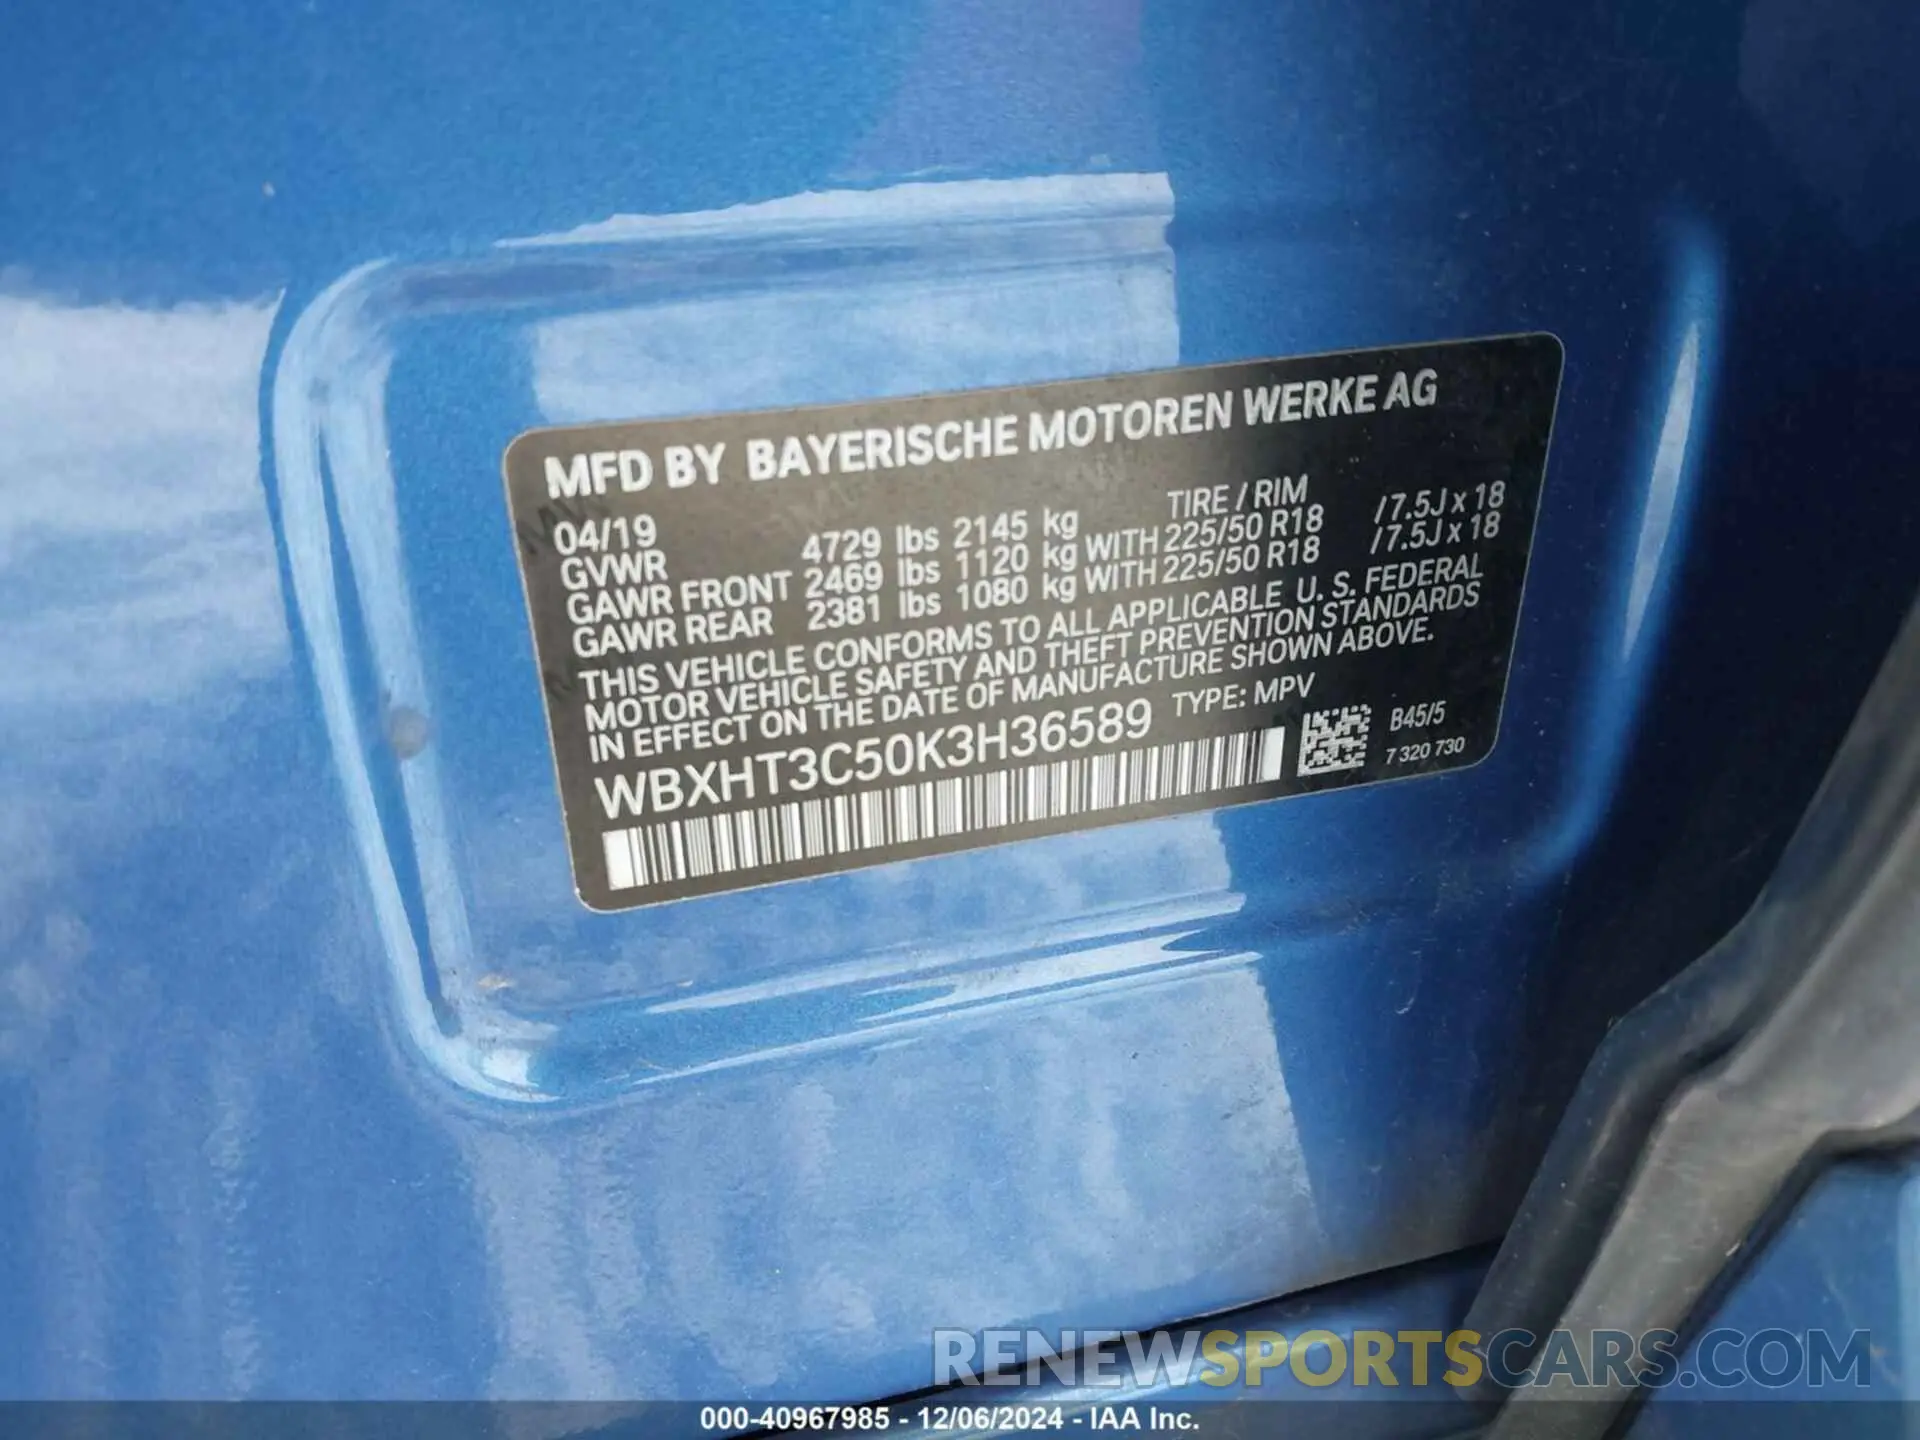 MFD BY BAYERISCHE MOTOREN WERKE AG
04/19 TIRE / RIM
GVWR 4729 lbs 2145 kg
GAWR FRONT 2469 lbs 1120 kg WITH 225/50 R18 /7.5J x 18
GAWR REAR 2381 lbs 1080 kg WITH 225/50 R18 /7.5J x 18
THIS VEHICLE CONFORMS TO ALL APPLICABLE U. S. FEDERAL
MOTOR VEHICLE SAFETY AND THEFT PREVENTION STANDARDS
IN EFFECT ON THE DATE OF MANUFACTURE SHOWN ABOVE.
WBXHT3C50K3H36589 TYPE: MPV
B45/5
7 320 730
RENEWSPORTSCARS.COM
000-40967985 - 12/06/2024 - IAA Inc.